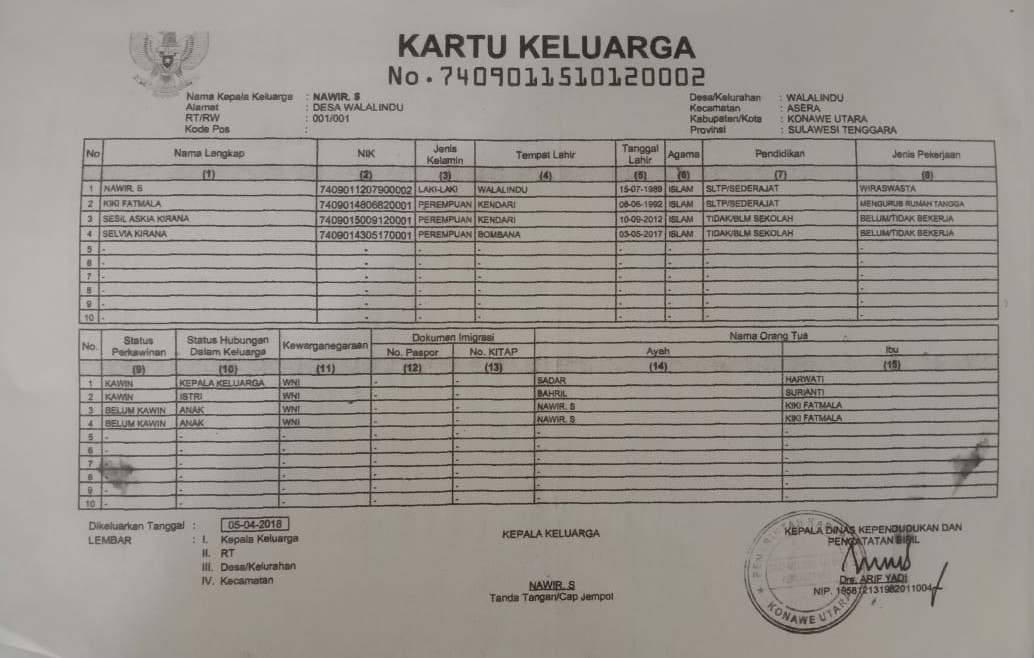 KARTU KELUARGA
No. 7409011510120002
Nama Kepala Keluarga : NAWIR. S
Alamat : DESA WALALINDU
RT/RW : 001/001
Kode Pos :
Desa/Kelurahan : WALALINDU
Kecamatan : ASERA
Kabupaten/Kota : KONAWE UTARA
Provinsi : SULAWESI TENGGARA
No Nama Lengkap NIK Jenis Kelamin Tempat Lahir Tanggal Lahir Agama Pendidikan Jenis Pekerjaan
(1) (2) (3) (4) (5) (6) (7) (8)
1 NAWIR. S 7409011207900002 LAKI-LAKI WALALINDU 15-07-1989 ISLAM SLTP/SEDERAJAT WIRASWASTA
2 KIKI FATMALA 7409014806820001 PEREMPUAN KENDARI 08-06-1992 ISLAM SLTP/SEDERAJAT MENGURUS RUMAH TANGGA
3 SESIL ASKIA KIRANA 7409015009120001 PEREMPUAN KENDARI 10-09-2012 ISLAM TIDAK/BLM SEKOLAH BELUM/TIDAK BEKERJA
4 SELVIA KIRANA 7409014305170001 PEREMPUAN BOMBANA 03-05-2017 ISLAM TIDAK/BLM SEKOLAH BELUM/TIDAK BEKERJA
5 - - - - - - - -
6 - - - - - - - -
7 - - - - - - - -
8 - - - - - - - -
9 - - - - - - - -
10 - - - - - - - -
No. Status Perkawinan Status Hubungan Dalam Keluarga Kewarganegaraan Dokumen Imigrasi Nama Orang Tua
No. Paspor No. KITAP Ayah Ibu
(9) (10) (11) (12) (13) (14) (15)
1 KAWIN KEPALA KELUARGA WNI - - SADAR HARWATI
2 KAWIN ISTRI WNI - - BAHRIL SURIANTI
3 BELUM KAWIN ANAK WNI - - NAWIR. S KIKI FATMALA
4 BELUM KAWIN ANAK WNI - - NAWIR. S KIKI FATMALA
5 - - - - - - -
6 - - - - - - -
7 - - - - - - -
8 - - - - - - -
9 - - - - - - -
10 - - - - - - -
Dikeluarkan Tanggal : 05-04-2018
LEMBAR : I. Kepala Keluarga
II. RT
III. Desa/Kelurahan
IV. Kecamatan
KEPALA KELUARGA
NAWIR. S
Tanda Tangan/Cap Jempol
KEPALA DINAS KEPENDUDUKAN DAN
PENCATATAN SIPIL
Drs. ARIF YADI
NIP. 195812131982011004
KONAWE UTARA